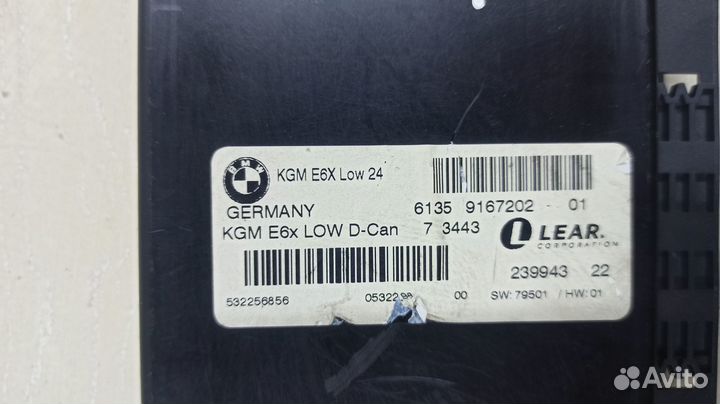 BMW
KGM E6X Low 24
GERMANY
6135 9167202 01
KGM E6x LOW D-Can 7 3443
LEAR.
CORPORATION
239943 22
532256856
00 SW: 79501 / HW: 01
Avito